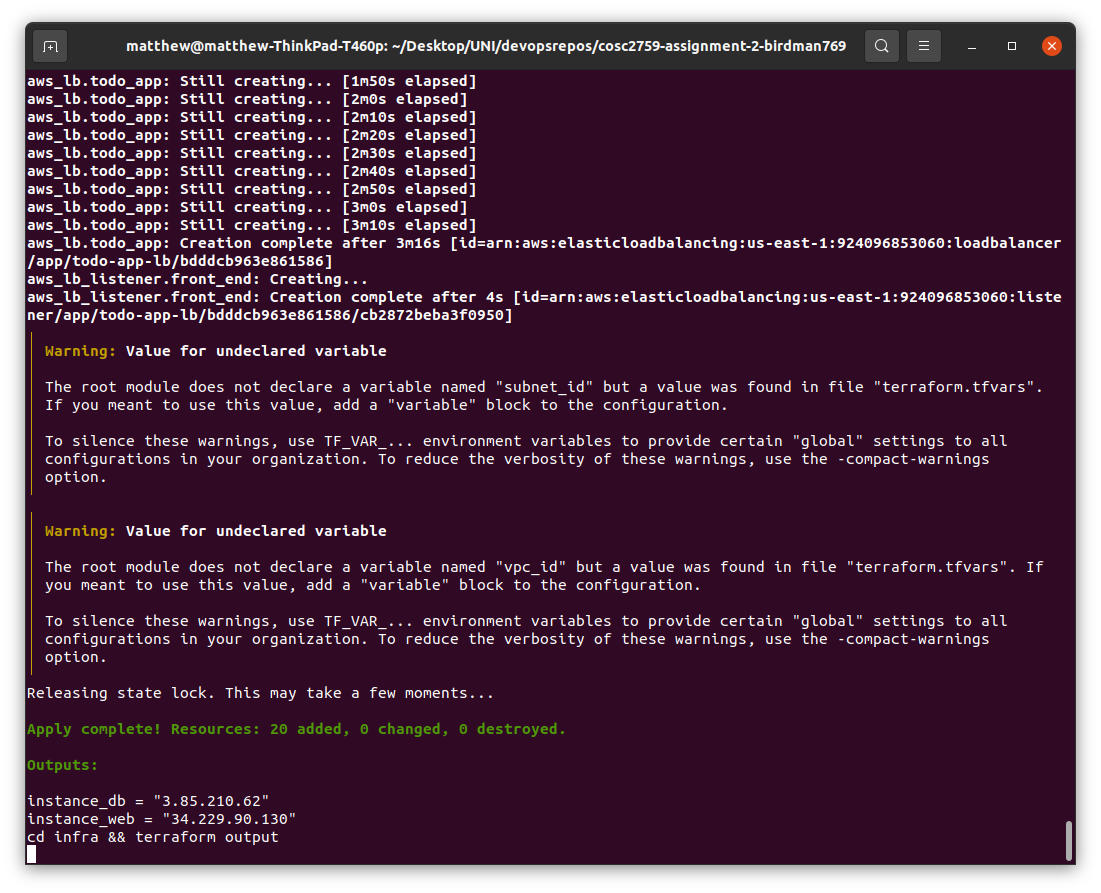 matthew@matthew-ThinkPad-T460p: ~/Desktop/UNI/devopsrepos/cosc2759-assignment-2-birdman769
aws_lb.todo_app: Still creating... [1m50s elapsed]
aws_lb.todo_app: Still creating... [2m0s elapsed]
aws_lb.todo_app: Still creating... [2m10s elapsed]
aws_lb.todo_app: Still creating... [2m20s elapsed]
aws_lb.todo_app: Still creating... [2m30s elapsed]
aws_lb.todo_app: Still creating... [2m40s elapsed]
aws_lb.todo_app: Still creating... [2m50s elapsed]
aws_lb.todo_app: Still creating... [3m0s elapsed]
aws_lb.todo_app: Still creating... [3m10s elapsed]
aws_lb.todo_app: Creation complete after 3m16s [id=arn:aws:elasticloadbalancing:us-east-1:924096853060:loadbalancer
/app/todo-app-lb/bdddcb963e861586]
aws_lb_listener.front_end: Creating...
aws_lb_listener.front_end: Creation complete after 4s [id=arn:aws:elasticloadbalancing:us-east-1:924096853060:liste
ner/app/todo-app-lb/bdddcb963e861586/cb2872beba3f0950]
Warning: Value for undeclared variable
The root module does not declare a variable named "subnet_id" but a value was found in file "terraform.tfvars".
If you meant to use this value, add a "variable" block to the configuration.
To silence these warnings, use TF_VAR_... environment variables to provide certain "global" settings to all
configurations in your organization. To reduce the verbosity of these warnings, use the -compact-warnings
option.
Warning: Value for undeclared variable
The root module does not declare a variable named "vpc_id" but a value was found in file "terraform.tfvars". If
you meant to use this value, add a "variable" block to the configuration.
To silence these warnings, use TF_VAR_... environment variables to provide certain "global" settings to all
configurations in your organization. To reduce the verbosity of these warnings, use the -compact-warnings
option.
Releasing state lock. This may take a few moments...
Apply complete! Resources: 20 added, 0 changed, 0 destroyed.
Outputs:
instance_db = "3.85.210.62"
instance_web = "34.229.90.130"
cd infra && terraform output